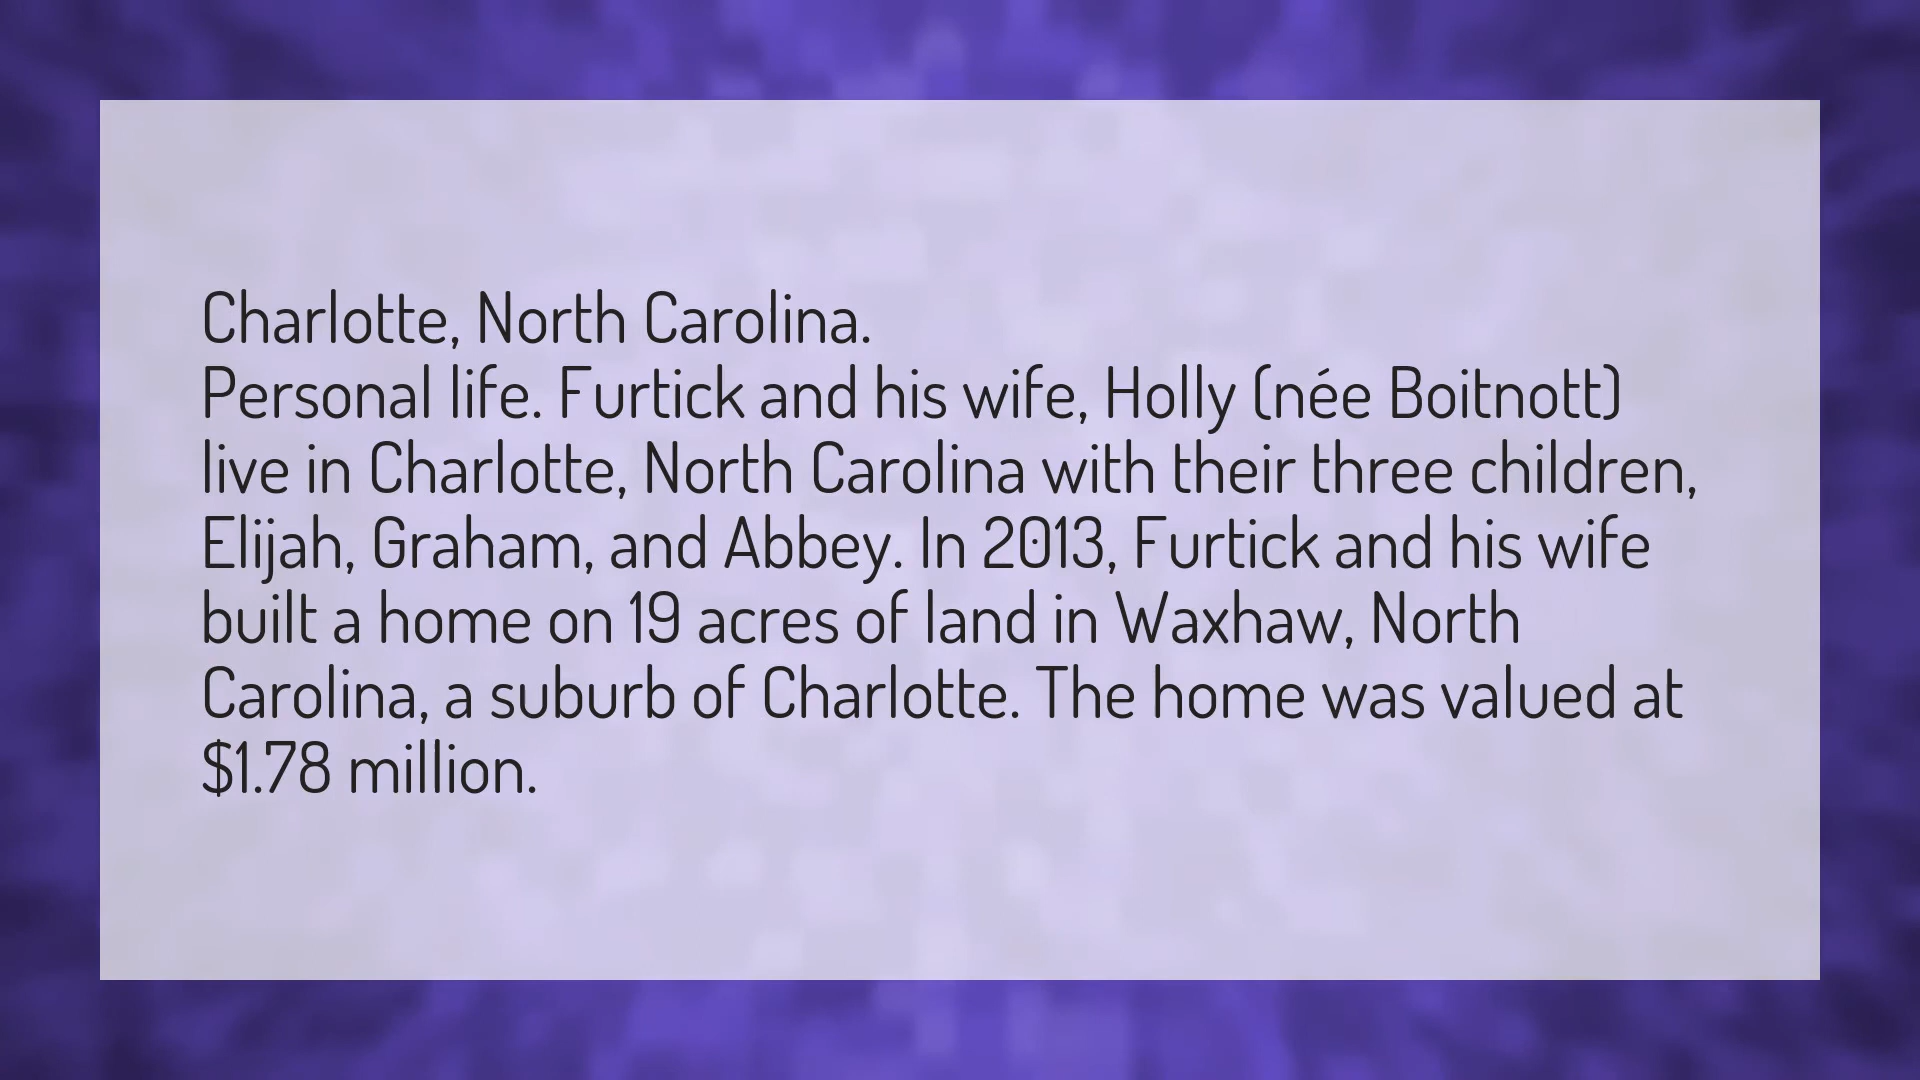 Charlotte, North Carolina.
Personal life. Furtick and his wife, Holly (née Boitnott)
live in Charlotte, North Carolina with their three children,
Elijah, Graham, and Abbey. In 2013, Furtick and his wife
built a home on 19 acres of land in Waxhaw, North
Carolina, a suburb of Charlotte. The home was valued at
$1.78 million.